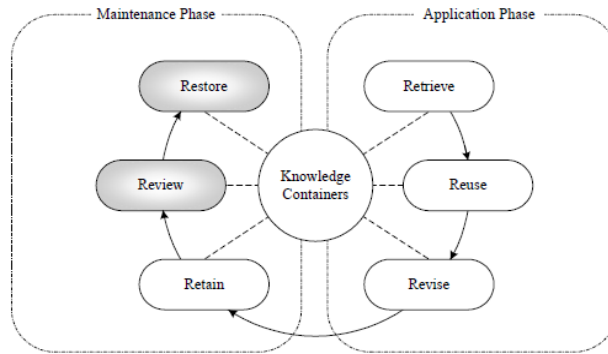 Maintenance Phase
Application Phase
Restore
Retrieve
Review
Knowledge
Containers
Reuse
Retain
Revise